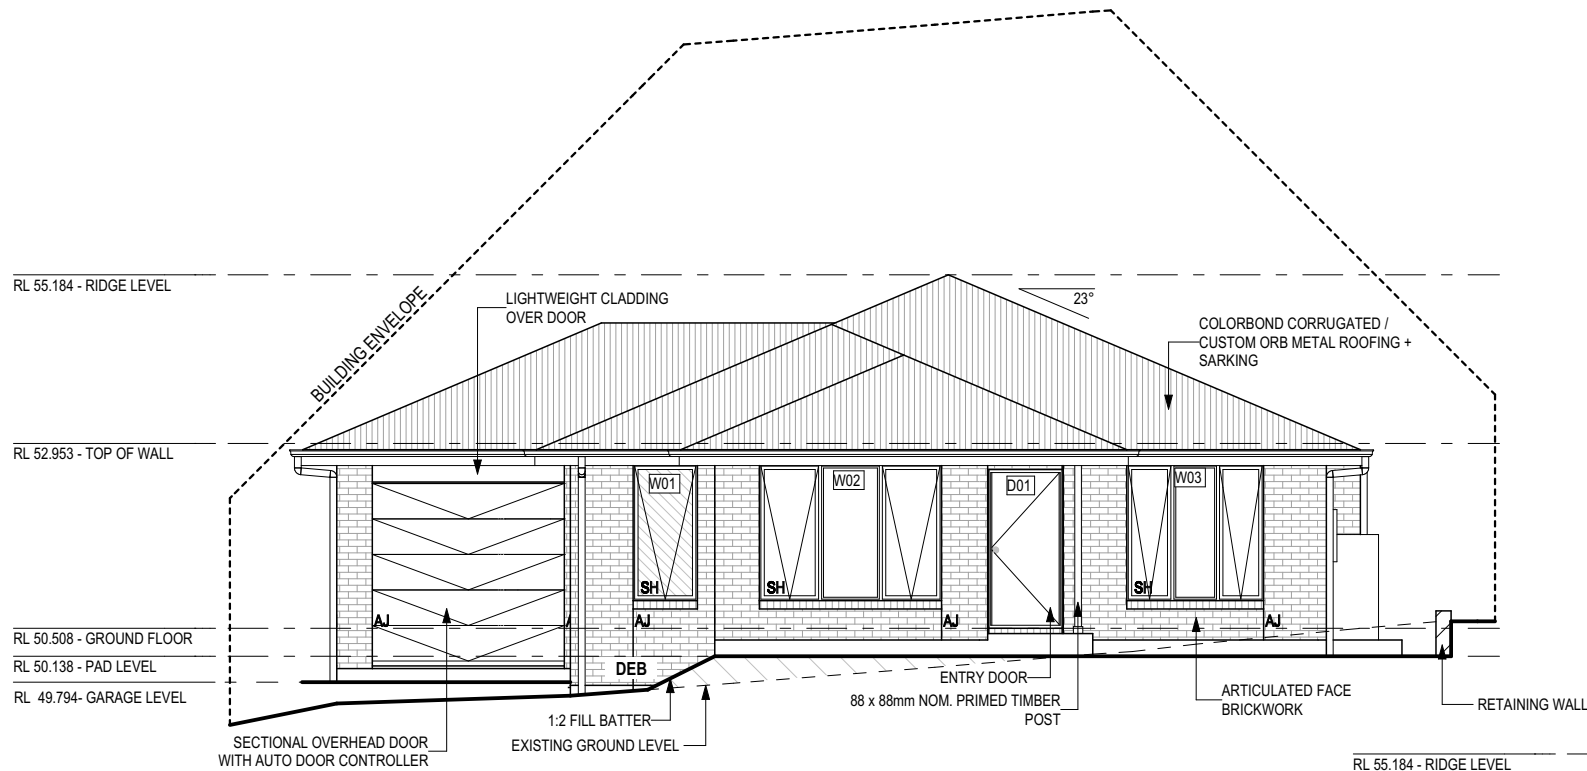 RL 55.184 - RIDGE LEVEL
BUILDING ENVELOPE
LIGHTWEIGHT CLADDING
OVER DOOR
23°
COLORBOND CORRUGATED /
CUSTOM ORB METAL ROOFING +
SARKING
RL 52.953 - TOP OF WALL
W01
W02
D01
W03
SH
SH
SH
AJ
AJ
AJ
AJ
RL 50.508 - GROUND FLOOR
RL 50.138 - PAD LEVEL
RL 49.794- GARAGE LEVEL
DEB
ENTRY DOOR
88 x 88mm NOM. PRIMED TIMBER
POST
ARTICULATED FACE
BRICKWORK
RETAINING WALL
1:2 FILL BATTER
EXISTING GROUND LEVEL
SECTIONAL OVERHEAD DOOR
WITH AUTO DOOR CONTROLLER
RL 55.184 - RIDGE LEVEL